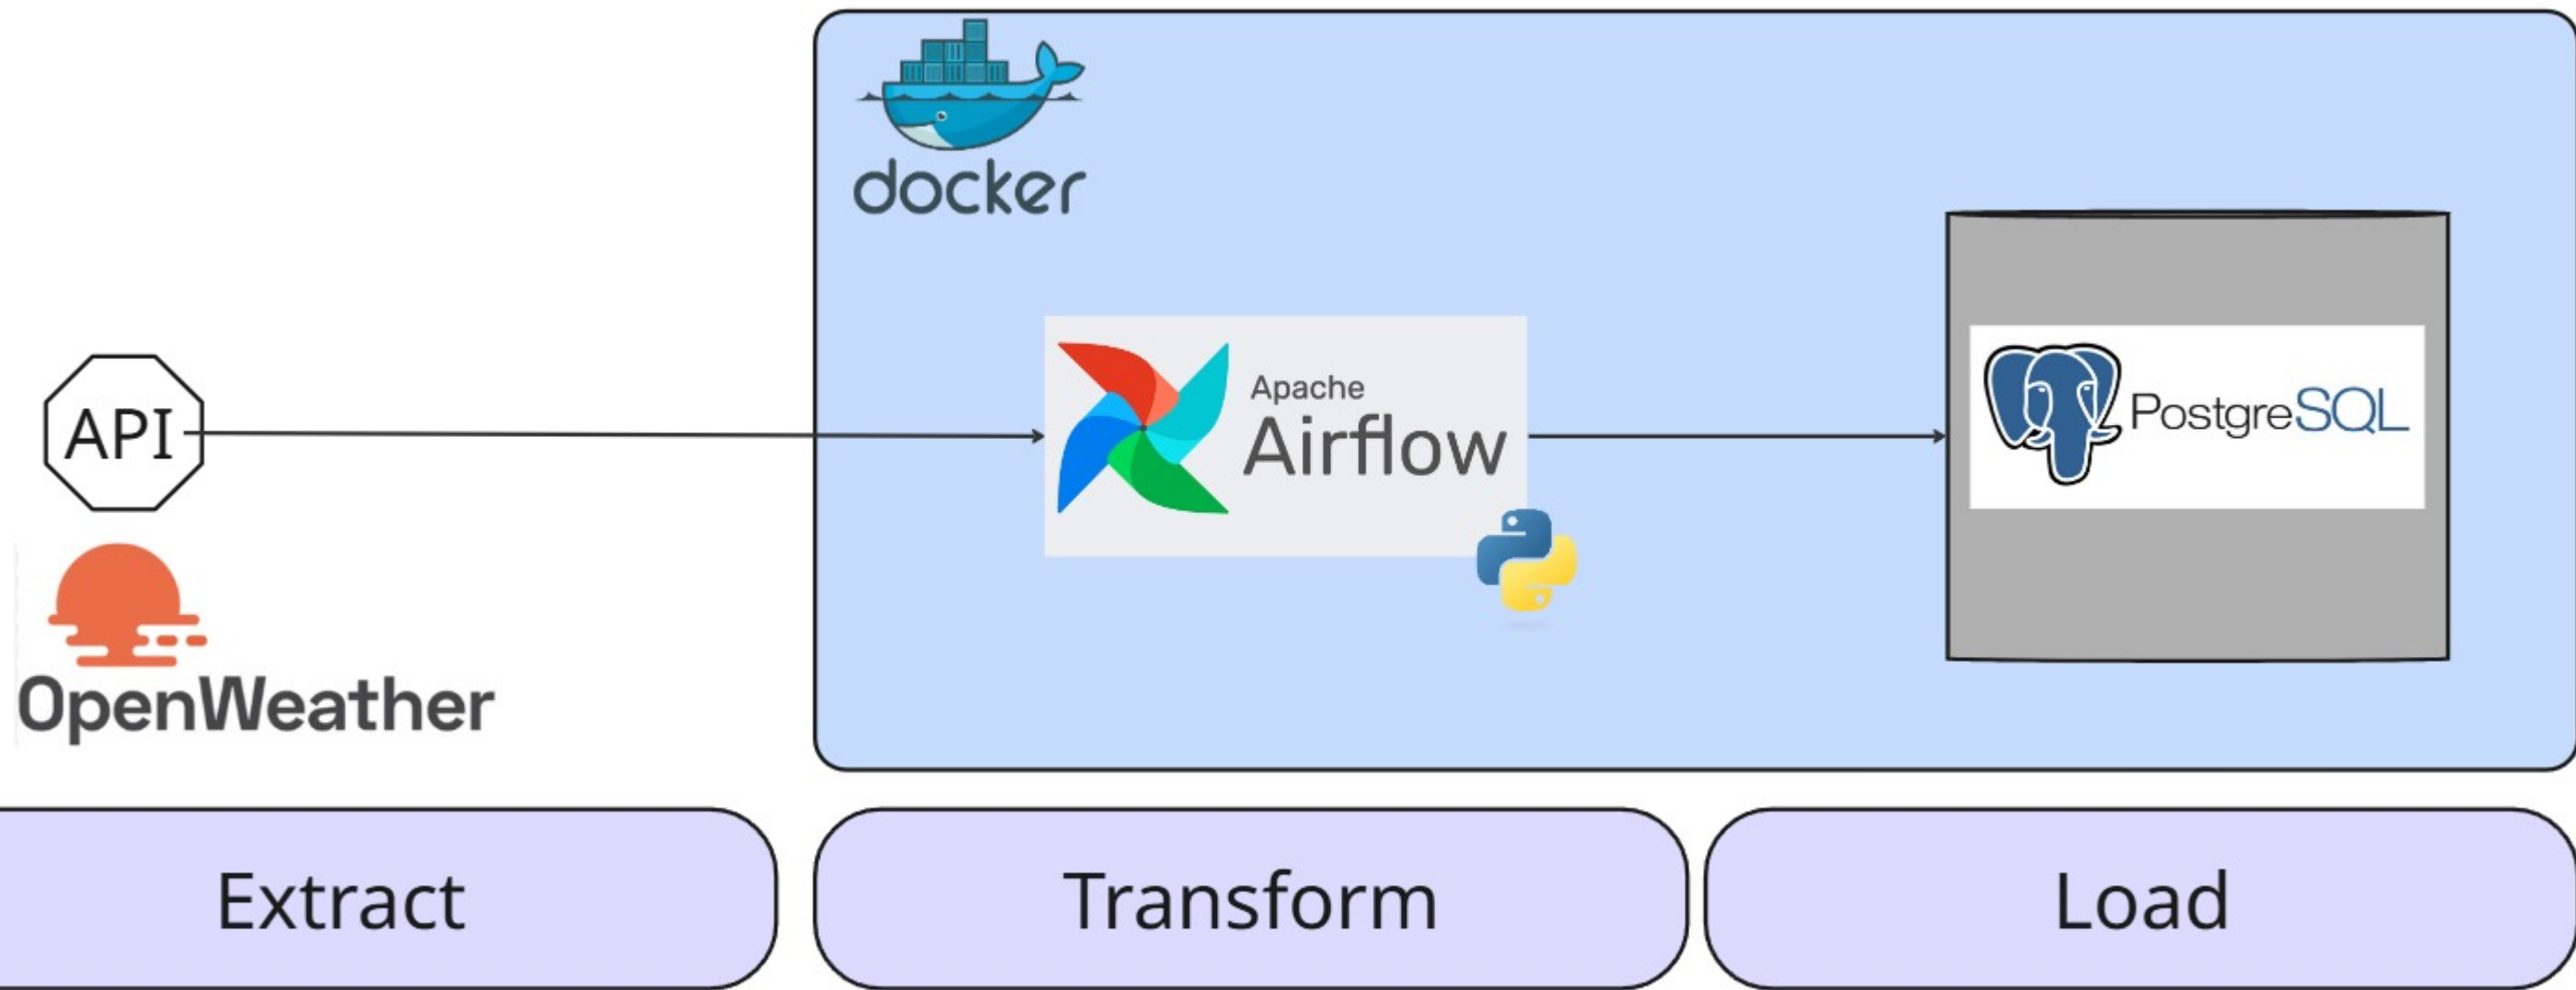 docker
API
Apache
Airflow
PostgreSQL
OpenWeather
Extract
Transform
Load